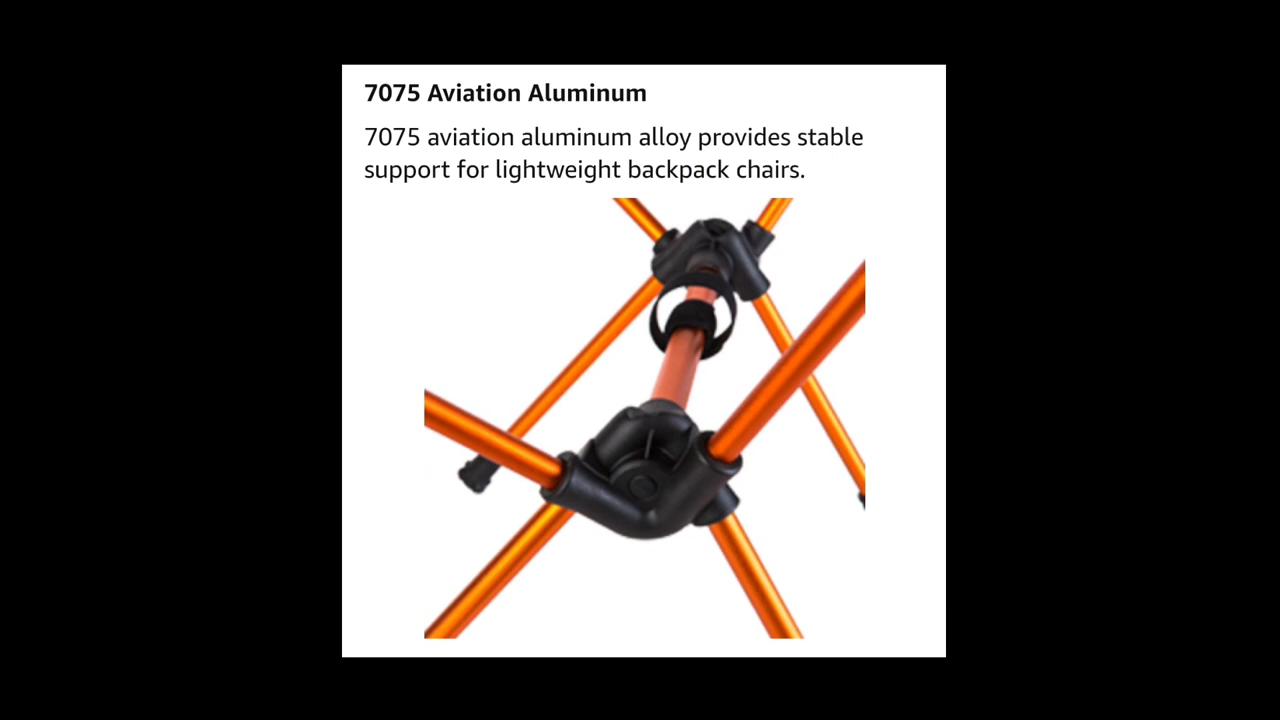 7075 Aviation Aluminum
7075 aviation aluminum alloy provides stable
support for lightweight backpack chairs.